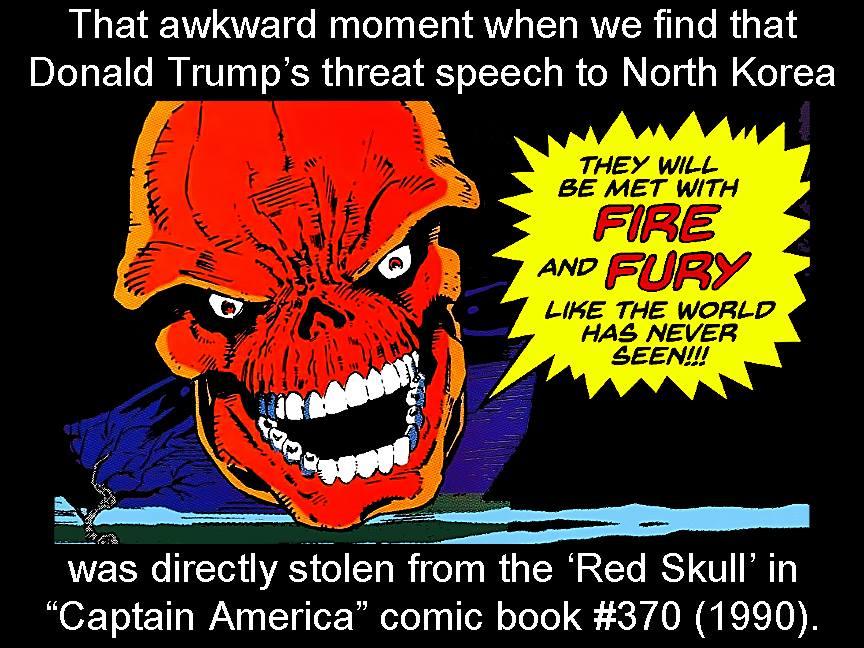 That awkward moment when we find that
Donald Trump’s threat speech to North Korea
THEY WILL
BE MET WITH
FIRE
AND FURY
LIKE THE WORLD
HAS NEVER
SEEN!!!
was directly stolen from the ‘Red Skull’ in
“Captain America” comic book #370 (1990).